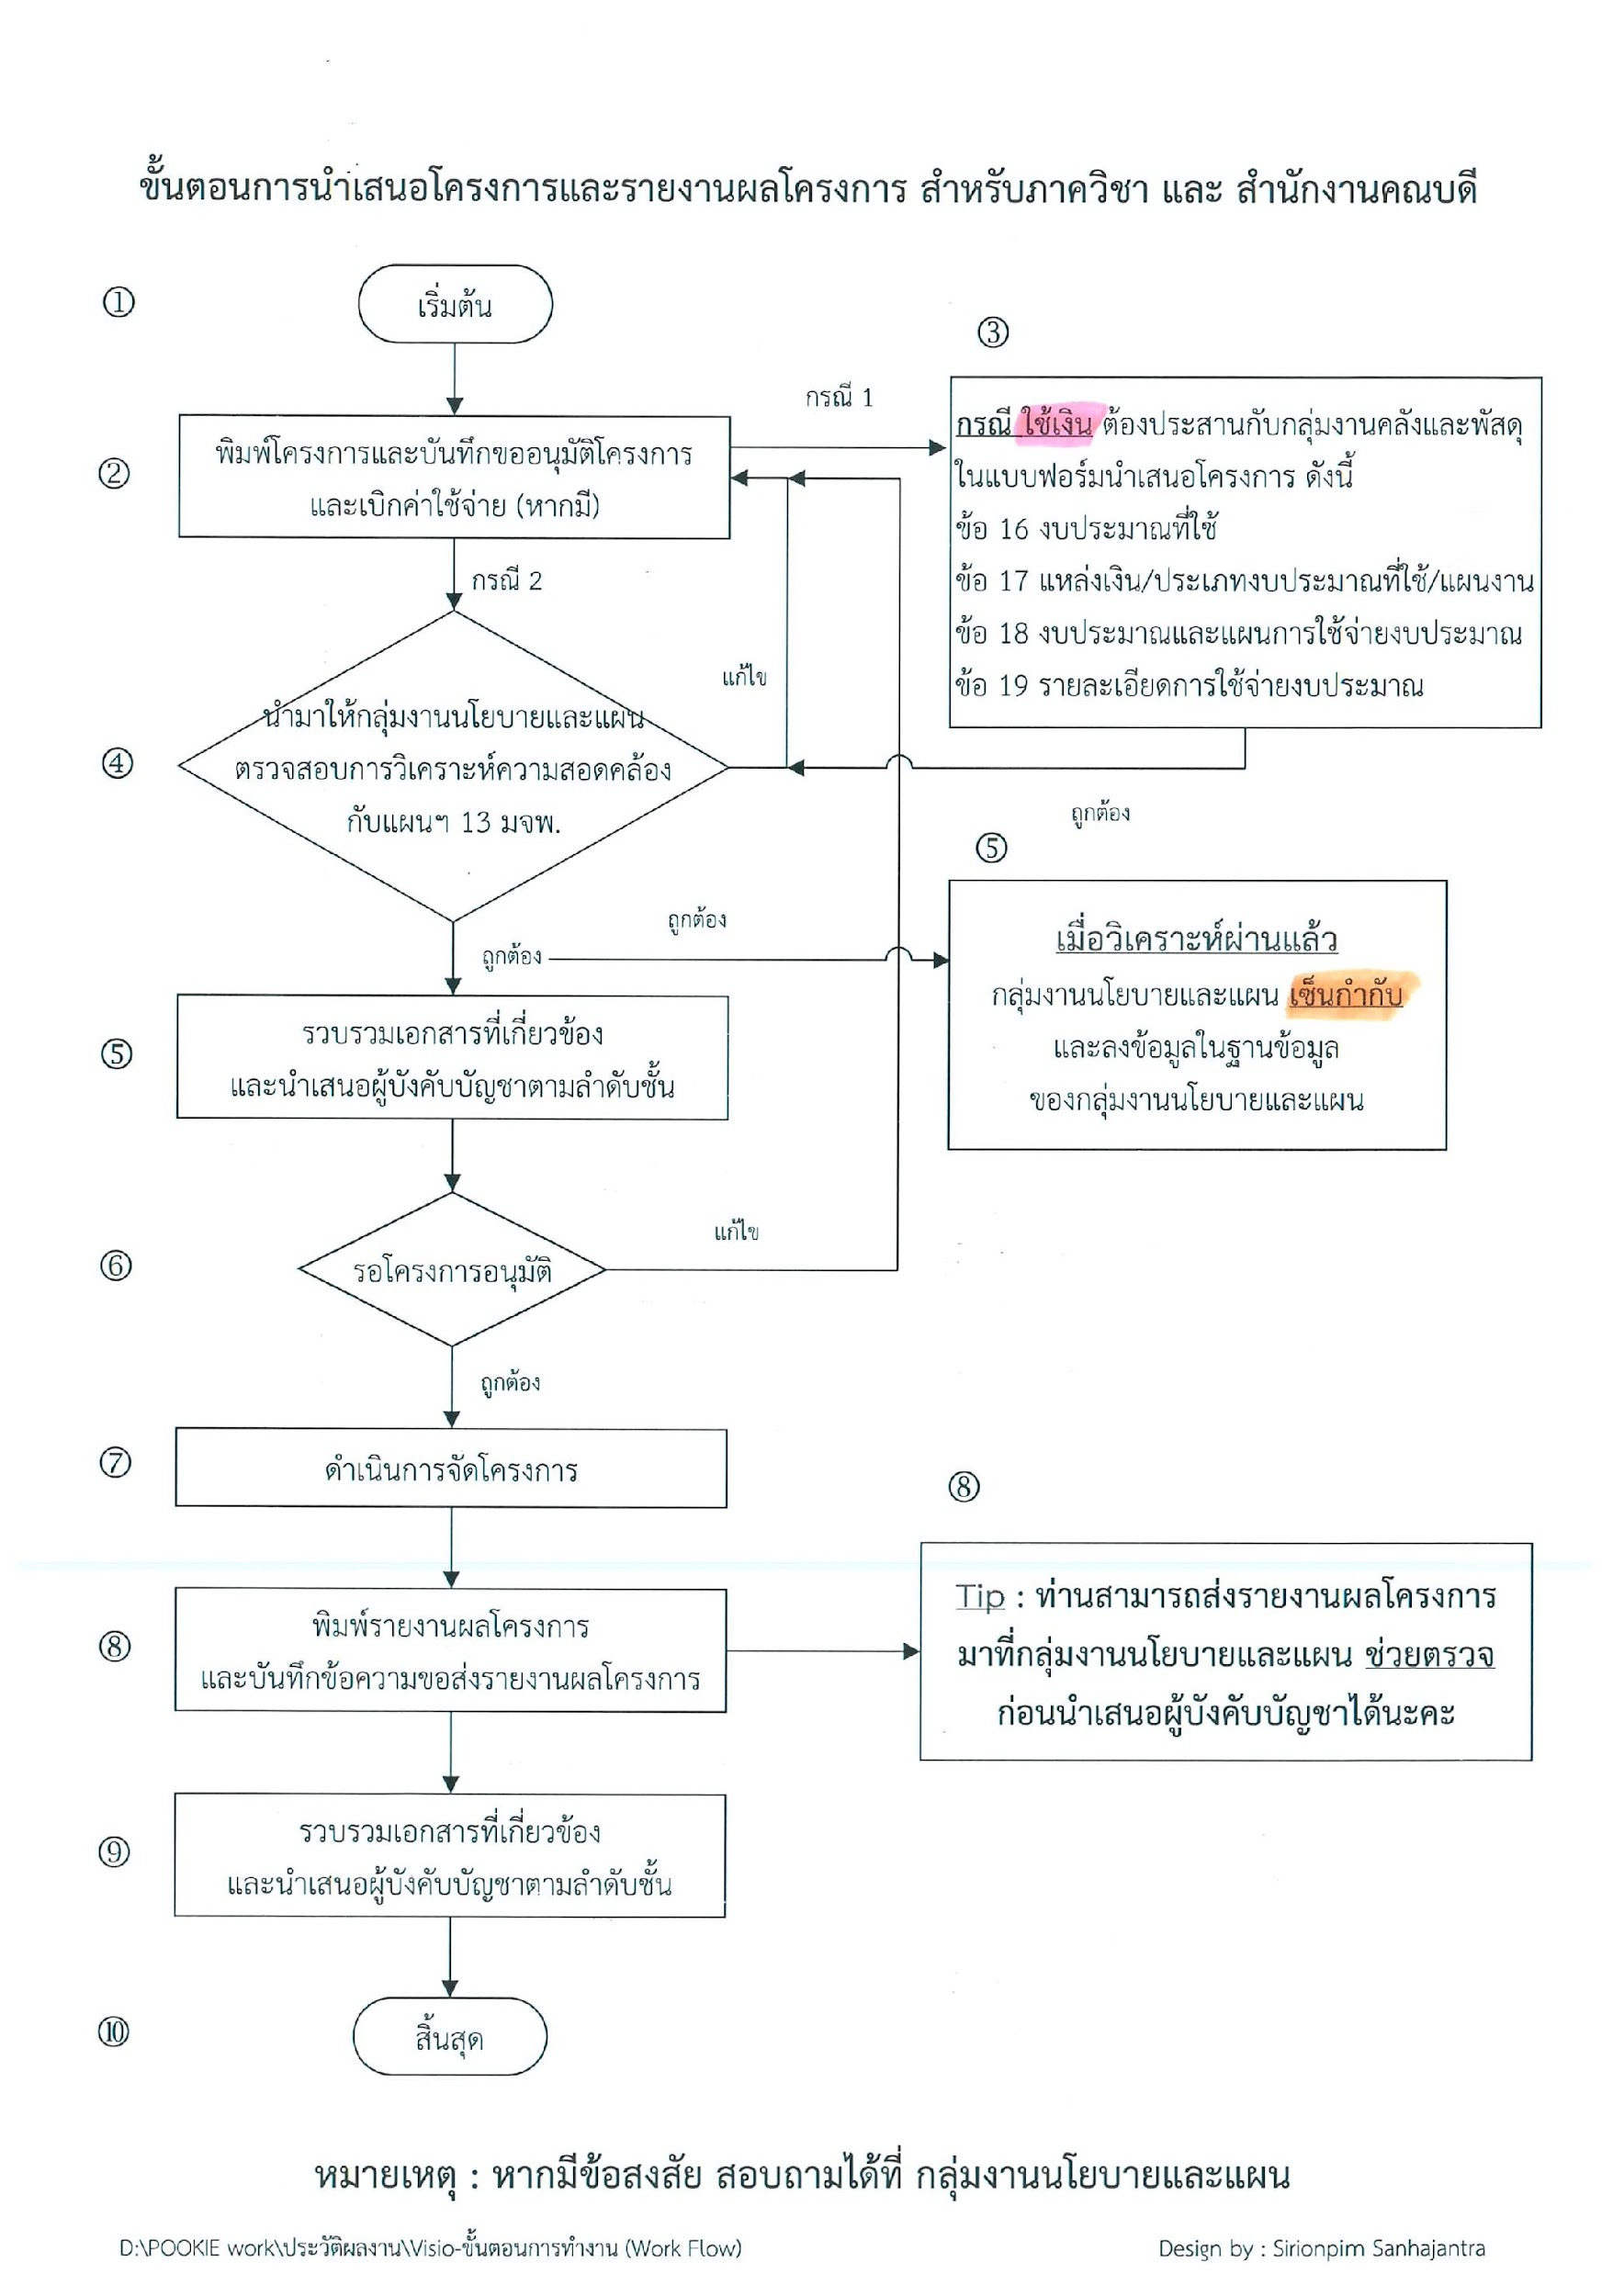 ขั้นตอนการนำเสนอโครงการและรายงานผลโครงการ สำหรับภาควิชา และ สำนักงานคณบดี
①
เริ่มต้น
③
กรณี 1
②
พิมพ์โครงการและบันทึกขออนุมัติโครงการ
และเบิกค่าใช้จ่าย (หากมี)
กรณี ใช้เงิน ต้องประสานกับกลุ่มงานคลังและพัสดุ
ในแบบฟอร์มนำเสนอโครงการ ดังนี้
ข้อ 16 งบประมาณที่ใช้
ข้อ 17 แหล่งเงิน/ประเภทงบประมาณที่ใช้/แผนงาน
ข้อ 18 งบประมาณและแผนการใช้จ่ายงบประมาณ
ข้อ 19 รายละเอียดการใช้จ่ายงบประมาณ
กรณี 2
แก้ไข
④
นำมาให้กลุ่มงานนโยบายและแผน
ตรวจสอบการวิเคราะห์ความสอดคล้อง
กับแผนฯ 13 มจพ.
ถูกต้อง
⑤
ถูกต้อง
ถูกต้อง
เมื่อวิเคราะห์ผ่านแล้ว
กลุ่มงานนโยบายและแผน เซ็นกำกับ
และลงข้อมูลในฐานข้อมูล
ของกลุ่มงานนโยบายและแผน
⑤
รวบรวมเอกสารที่เกี่ยวข้อง
และนำเสนอผู้บังคับบัญชาตามลำดับชั้น
แก้ไข
⑥
รอโครงการอนุมัติ
ถูกต้อง
⑦
ดำเนินการจัดโครงการ
⑧
⑧
พิมพ์รายงานผลโครงการ
และบันทึกข้อความขอส่งรายงานผลโครงการ
Tip : ท่านสามารถส่งรายงานผลโครงการ
มาที่กลุ่มงานนโยบายและแผน ช่วยตรวจ
ก่อนนำเสนอผู้บังคับบัญชาได้นะคะ
⑨
รวบรวมเอกสารที่เกี่ยวข้อง
และนำเสนอผู้บังคับบัญชาตามลำดับชั้น
⑩
สิ้นสุด
หมายเหตุ : หากมีข้อสงสัย สอบถามได้ที่ กลุ่มงานนโยบายและแผน
D:\POOKIE work\ประวัติผลงาน\Visio-ขั้นตอนการทำงาน (Work Flow)
Design by : Sirionpim Sanhajantra